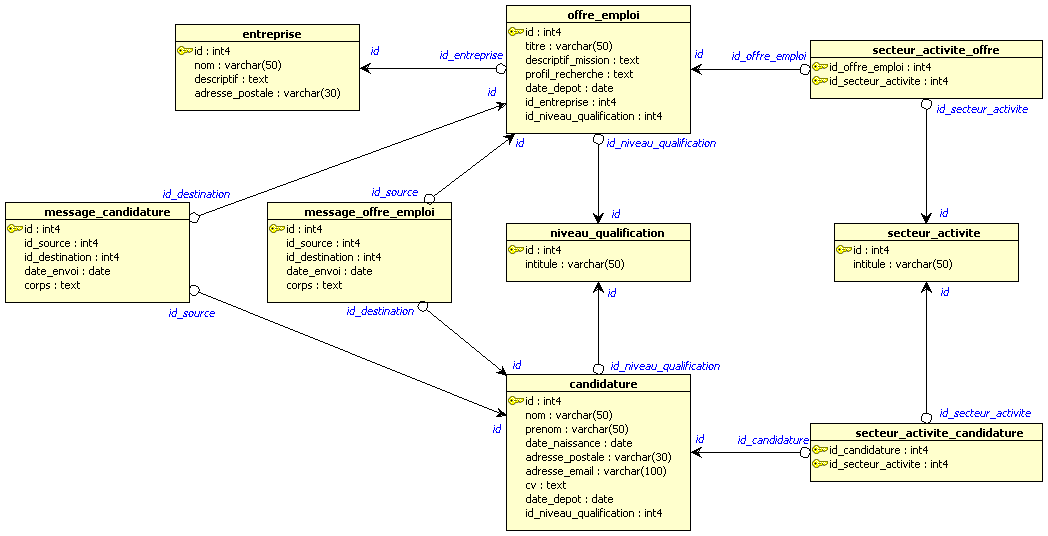 entreprise
id : int4
nom : varchar(50)
descriptif : text
adresse_postale : varchar(30)
id
id_entreprise
offre_emploi
id : int4
titre : varchar(50)
descriptif_mission : text
profil_recherche : text
date_depot : date
id_entreprise : int4
id_niveau_qualification : int4
id
id_offre_emploi
secteur_activite_offre
id_offre_emploi : int4
id_secteur_activite : int4
id_secteur_activite
id
id
id
id_niveau_qualification
id_destination
id_source
id
message_candidature
id : int4
id_source : int4
id_destination : int4
date_envoi : date
corps : text
message_offre_emploi
id : int4
id_source : int4
id_destination : int4
date_envoi : date
corps : text
niveau_qualification
id : int4
intitule : varchar(50)
secteur_activite
id : int4
intitule : varchar(50)
id
id
id_source
id_destination
id
id
id_niveau_qualification
candidature
id : int4
nom : varchar(50)
prenom : varchar(50)
date_naissance : date
adresse_postale : varchar(30)
adresse_email : varchar(100)
cv : text
date_depot : date
id_niveau_qualification : int4
id
id_candidature
id_secteur_activite
secteur_activite_candidature
id_candidature : int4
id_secteur_activite : int4